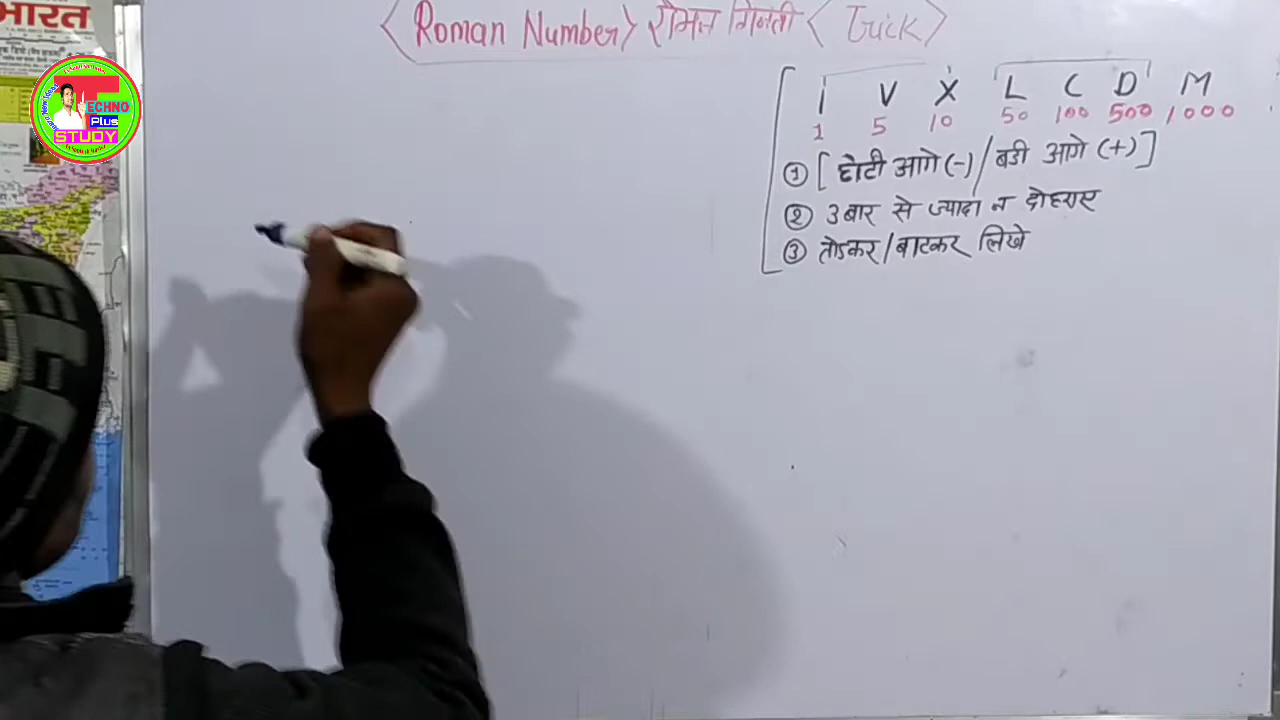 भारत
TECHNO
Plus
STUDY
<Roman Number> रोमन गिनती <Trick>
I V X L C D M
1 5 10 50 100 500 1000
① [छोटी आगे (-) / बडी आगे (+)]
② 3 बार से ज्यादा न दोहराए
③ तोडकर/बाटकर लिखे